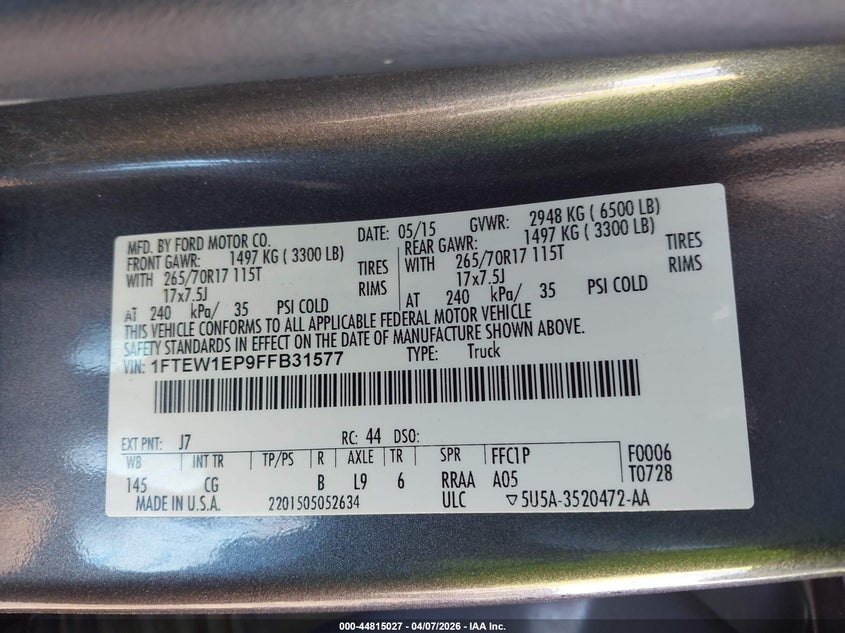 MFD. BY FORD MOTOR CO. DATE: 05/15 GVWR: 2948 KG ( 6500 LB)
FRONT GAWR: 1497 KG ( 3300 LB) REAR GAWR: 1497 KG ( 3300 LB)
WITH 265/70R17 115T TIRES WITH 265/70R17 115T TIRES
17x7.5J RIMS 17x7.5J RIMS
AT 240 kPa/ 35 PSI COLD AT 240 kPa/ 35 PSI COLD
THIS VEHICLE CONFORMS TO ALL APPLICABLE FEDERAL MOTOR VEHICLE
SAFETY STANDARDS IN EFFECT ON THE DATE OF MANUFACTURE SHOWN ABOVE.
VIN: 1FTEW1EP9FFB31577 TYPE: Truck
EXT PNT: J7 RC: 44 DSO:
WB INT TR TP/PS R AXLE TR SPR FFC1P F0006
145 CG B L9 6 RRAA A05 T0728
MADE IN U.S.A. 2201505052634 ULC ▽5U5A-3520472-AA
000-44815027 - 04/07/2026 - IAA Inc.